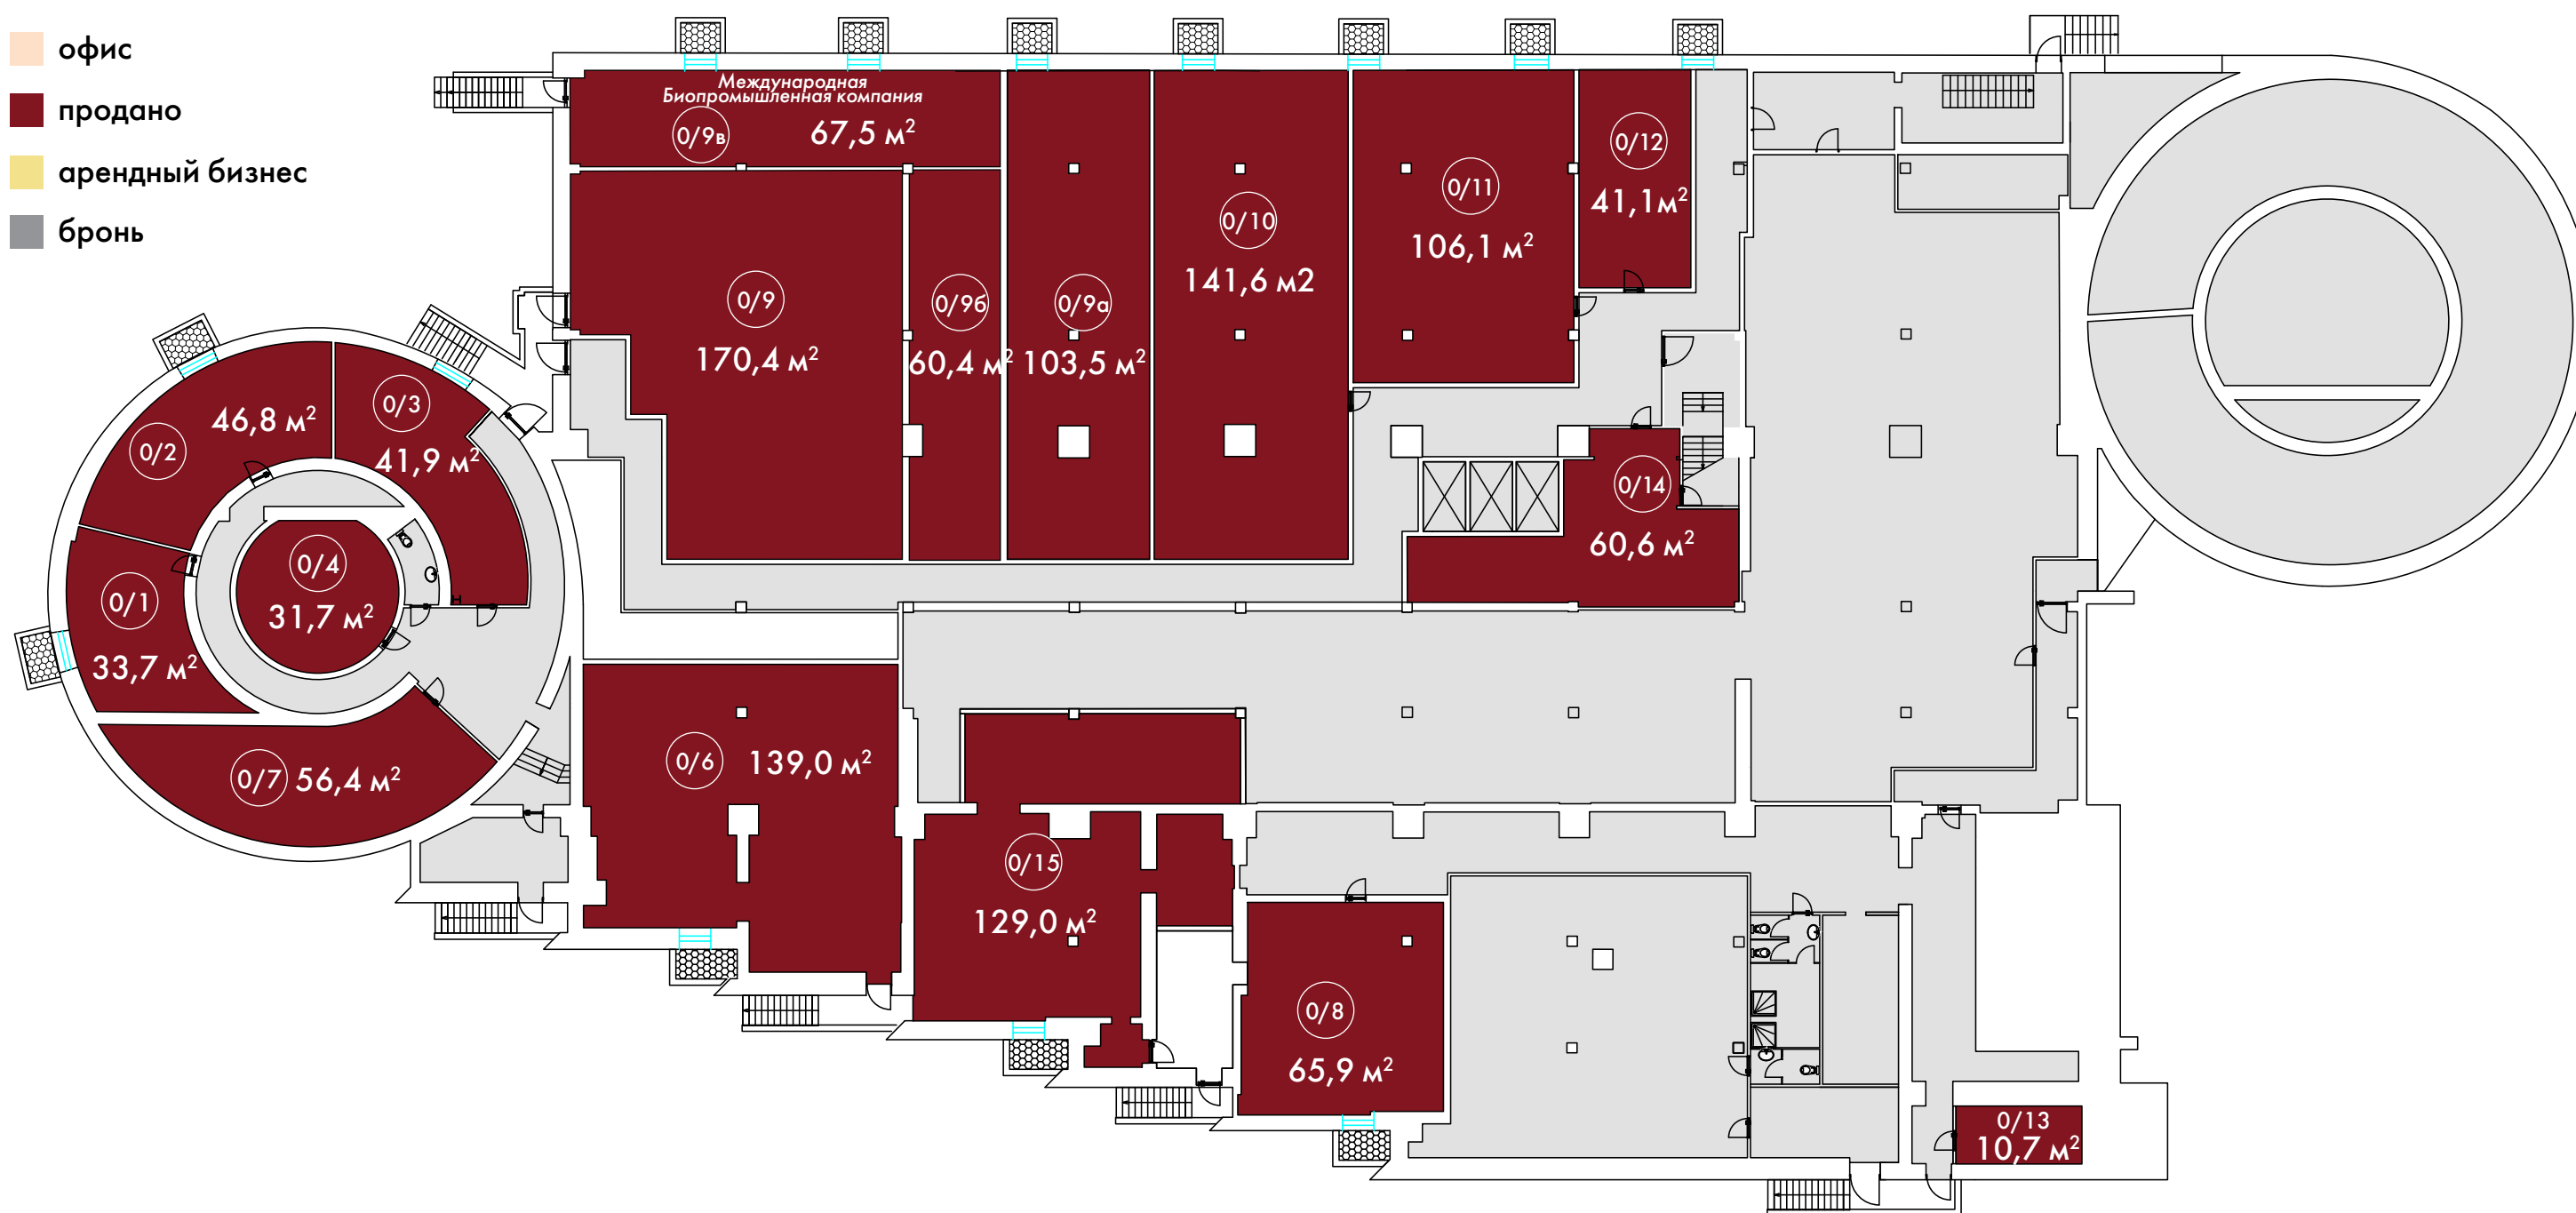 офис
продано
арендный бизнес
бронь
Международная
Биопромышленная компания
0/9в
67,5 м²
0/9
170,4 м²
0/9б
60,4 м²
0/9а
103,5 м²
0/10
141,6 м2
0/11
106,1 м²
0/12
41,1м²
0/14
60,6 м²
0/2
46,8 м²
0/3
41,9 м²
0/4
31,7 м²
0/1
33,7 м²
0/7
56,4 м²
0/6
139,0 м²
0/15
129,0 м²
0/8
65,9 м²
0/13
10,7 м²